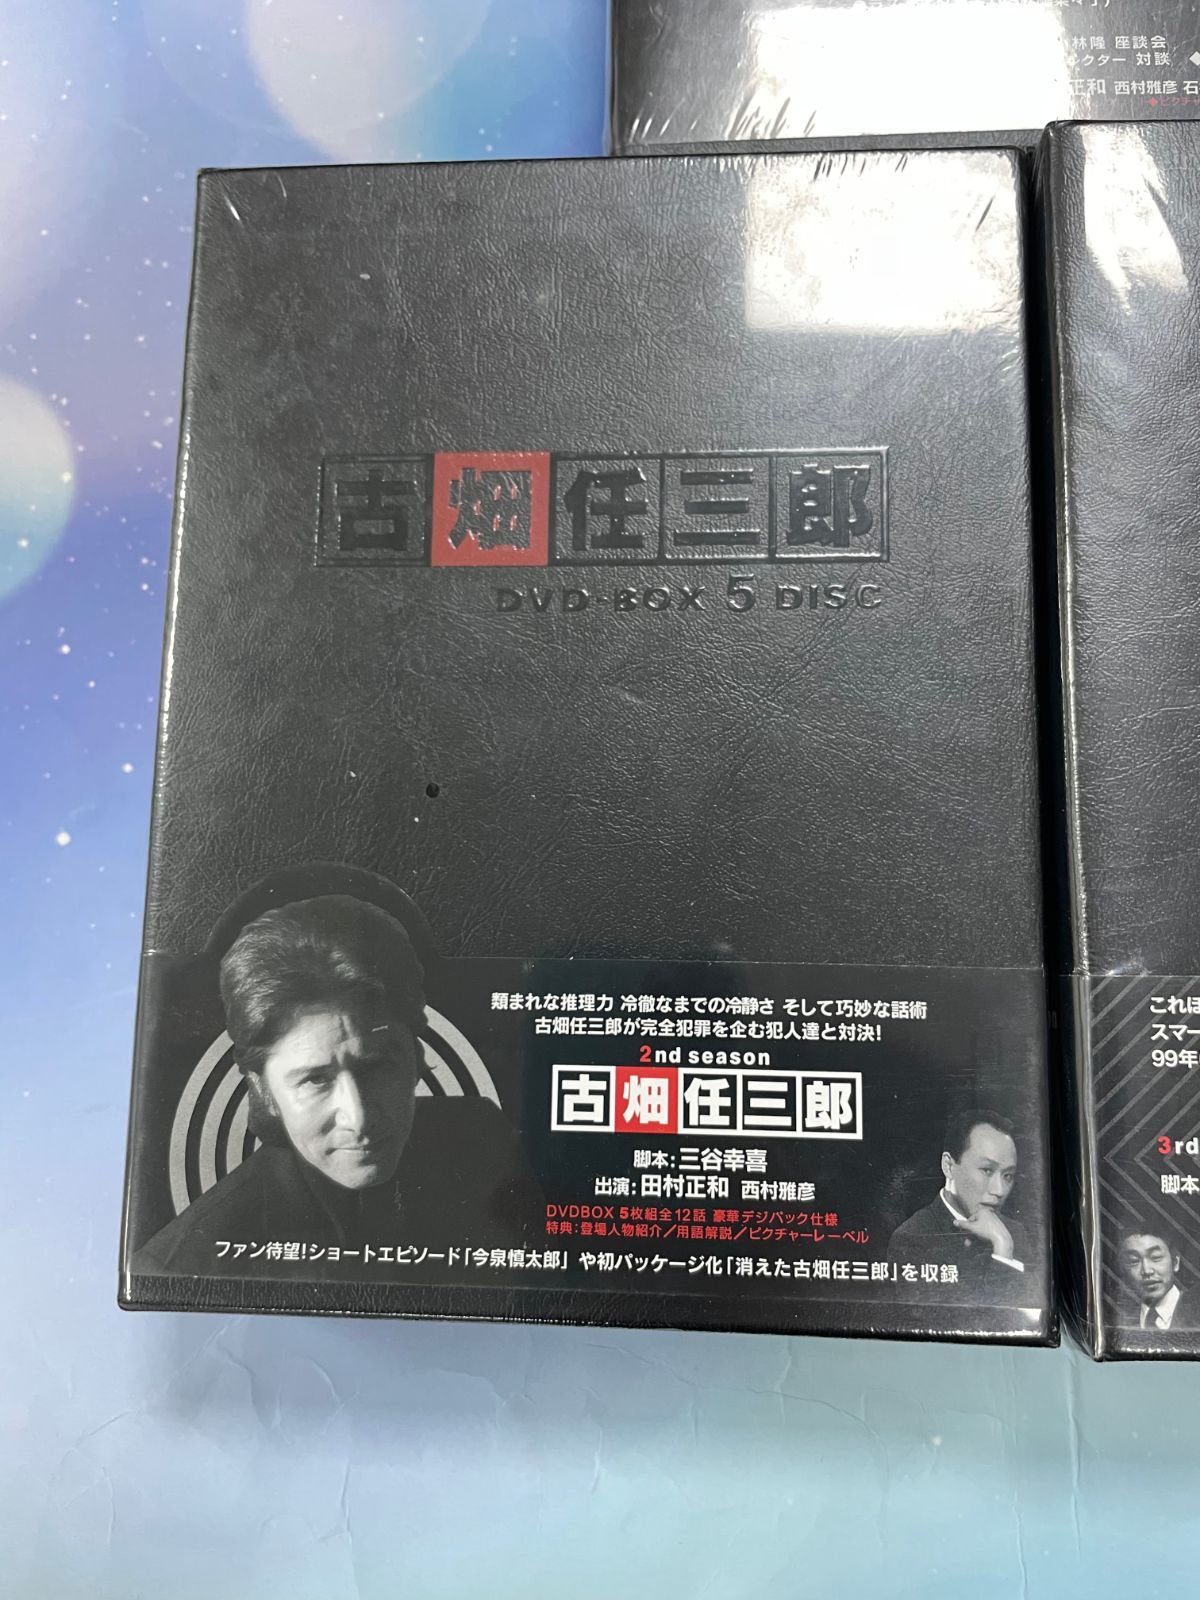 林隆 座談会
レクター 対談 ◆
正和 西村雅彦 石
◆ピクチャ
古畑任三郎
DVD-BOX 5 DISC
類まれな推理力 冷徹なまでの冷静さ そして巧妙な話術
古畑任三郎が完全犯罪を企む犯人達と対決!
2nd season
古畑任三郎
脚本:三谷幸喜
出演:田村正和 西村雅彦
DVDBOX 5枚組全12話 豪華デジパック仕様
特典:登場人物紹介/用語解説/ピクチャーレーベル
ファン待望!ショートエピソード「今泉慎太郎」や初パッケージ化「消えた古畑任三郎」を収録
これほ
スマー
99年
3rd
脚本